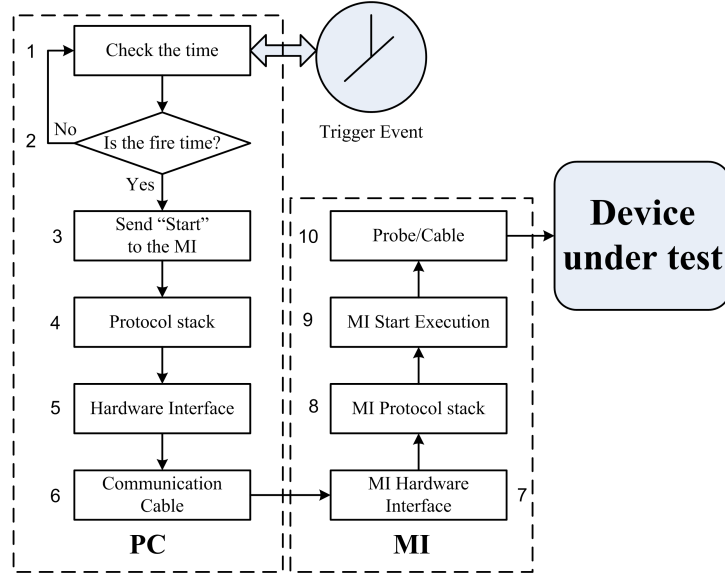 1
Check the time
Trigger Event
2
No
Is the fire time?
Yes
3
Send “Start”
to the MI
4
Protocol stack
5
Hardware Interface
6
Communication
Cable
PC
10
Probe/Cable
9
MI Start Execution
8
MI Protocol stack
7
MI Hardware
Interface
MI
Device
under test